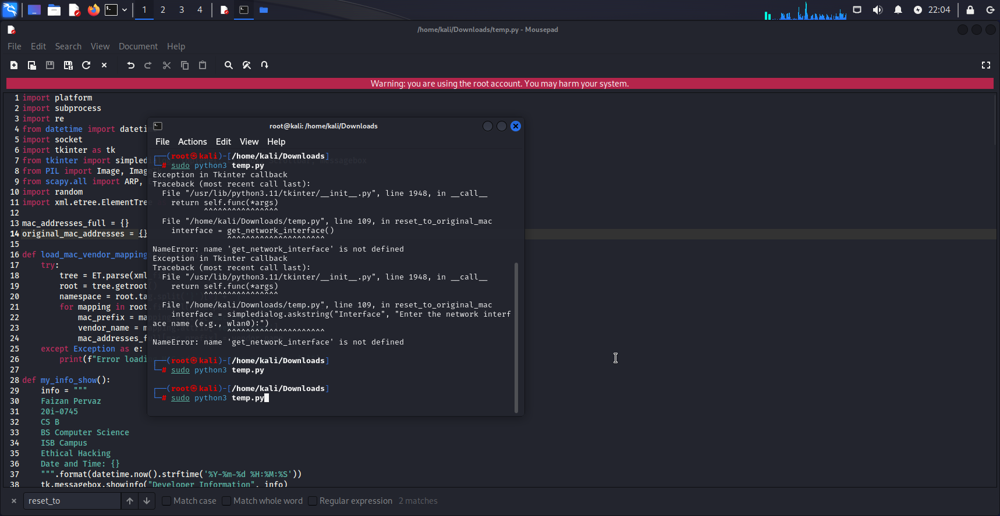 1 2 3 4
22:04
/home/kali/Downloads/temp.py - Mousepad
File Edit Search View Document Help
Warning: you are using the root account. You may harm your system.
1 import platform
2 import subprocess
3 import re
4 from datetime import dateti
5 import socket
6 import tkinter as tk
7 from tkinter import simpled
8 from PIL import Image, Imag
9 from scapy.all import ARP,
10 import random
11 import xml.etree.ElementTree
12
13 mac_addresses_full = {}
14 original_mac_addresses = {}
15
16 def load_mac_vendor_mapping
17 try:
18 tree = ET.parse(xml_
19 root = tree.getroot()
20 namespace = root.tag.split
21 for mapping in root.
22 mac_prefix = ma
23 vendor_name = m
24 mac_addresses_f
25 except Exception as e:
26 print(f"Error loadi
27
28 def my_info_show():
29 info = """
30 Faizan Pervaz
31 20i-0745
32 CS B
33 BS Computer Science
34 ISB Campus
35 Ethical Hacking
36 Date and Time: {}
37 """.format(datetime.now().strftime('%Y-%m-%d %H:%M:%S'))
38 tk.messagebox.showinfo("Developer Information", info)
root@kali: /home/kali/Downloads
File Actions Edit View Help
┌──(root㉿kali)-[/home/kali/Downloads]
└─# sudo python3 temp.py
Exception in Tkinter callback
Traceback (most recent call last):
File "/usr/lib/python3.11/tkinter/__init__.py", line 1948, in __call__
return self.func(*args)
^^^^^^^^^^^^^^^^
File "/home/kali/Downloads/temp.py", line 109, in reset_to_original_mac
interface = get_network_interface()
^^^^^^^^^^^^^^^^^^^^^
NameError: name 'get_network_interface' is not defined
Exception in Tkinter callback
Traceback (most recent call last):
File "/usr/lib/python3.11/tkinter/__init__.py", line 1948, in __call__
return self.func(*args)
^^^^^^^^^^^^^^^^
File "/home/kali/Downloads/temp.py", line 109, in reset_to_original_mac
interface = simpledialog.askstring("Interface", "Enter the network interf
ace name (e.g., wlan0):")
^^^^^^^^^^^^^^^^^^^^^
NameError: name 'get_network_interface' is not defined
┌──(root㉿kali)-[/home/kali/Downloads]
└─# sudo python3 temp.py
┌──(root㉿kali)-[/home/kali/Downloads]
└─# sudo python3 temp.py
reset_to
Match case Match whole word Regular expression 2 matches